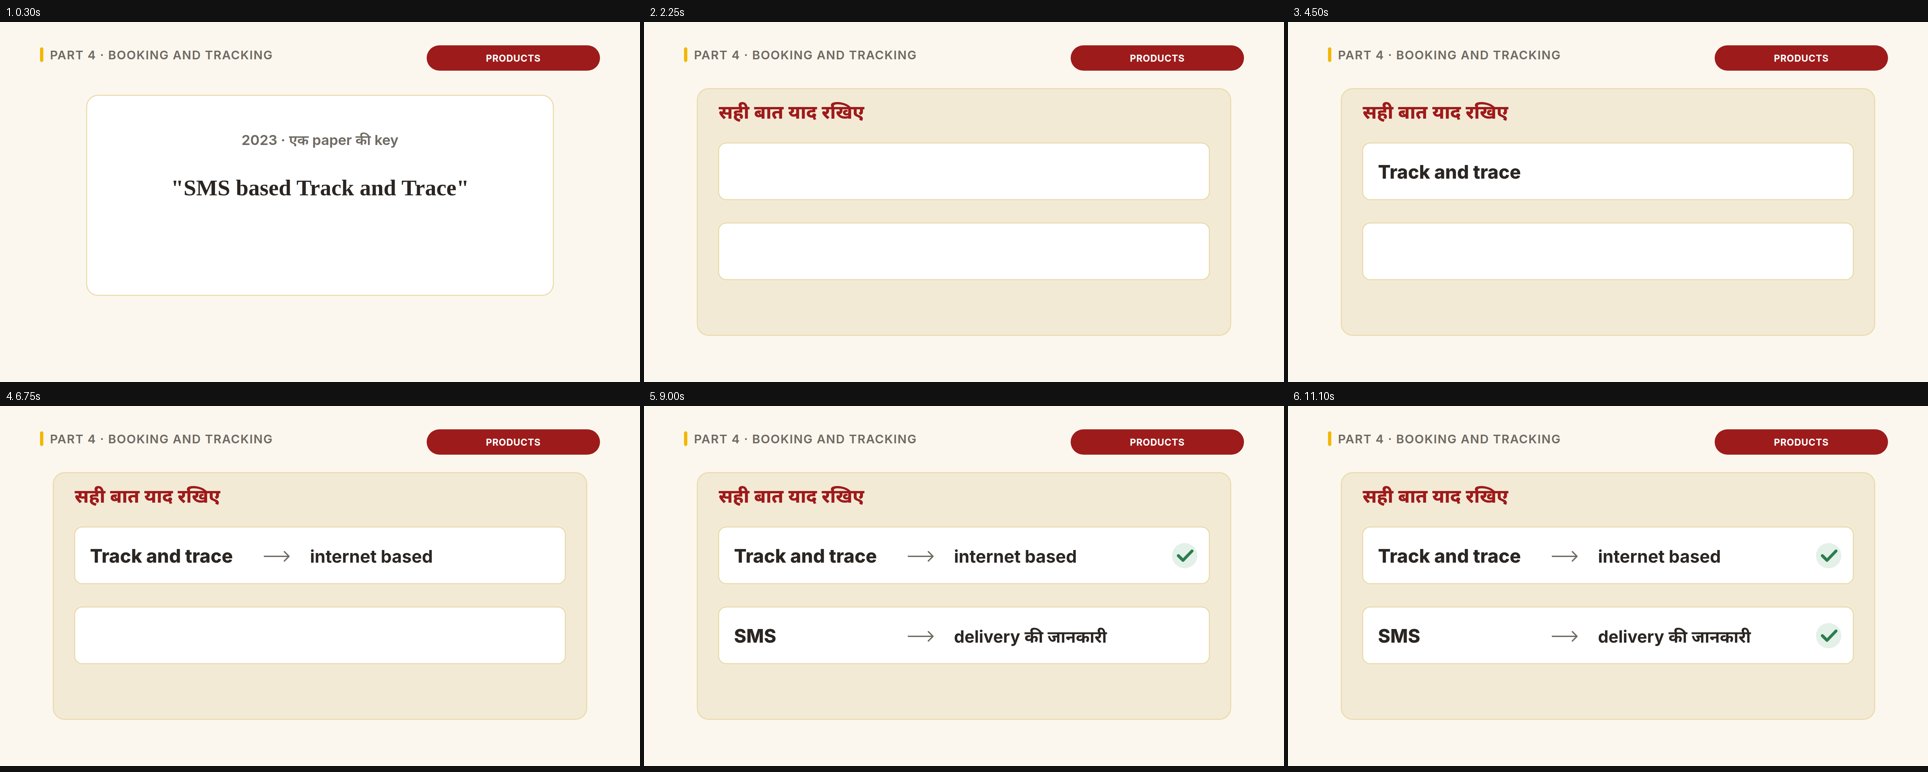 1. 0.30s
PART 4 · BOOKING AND TRACKING
PRODUCTS
2023 · एक paper की key
"SMS based Track and Trace"
2. 2.25s
PART 4 · BOOKING AND TRACKING
PRODUCTS
सही बात याद रखिए
3. 4.50s
PART 4 · BOOKING AND TRACKING
PRODUCTS
सही बात याद रखिए
Track and trace
4. 6.75s
PART 4 · BOOKING AND TRACKING
PRODUCTS
सही बात याद रखिए
Track and trace → internet based
5. 9.00s
PART 4 · BOOKING AND TRACKING
PRODUCTS
सही बात याद रखिए
Track and trace → internet based
SMS → delivery की जानकारी
6. 11.10s
PART 4 · BOOKING AND TRACKING
PRODUCTS
सही बात याद रखिए
Track and trace → internet based
SMS → delivery की जानकारी